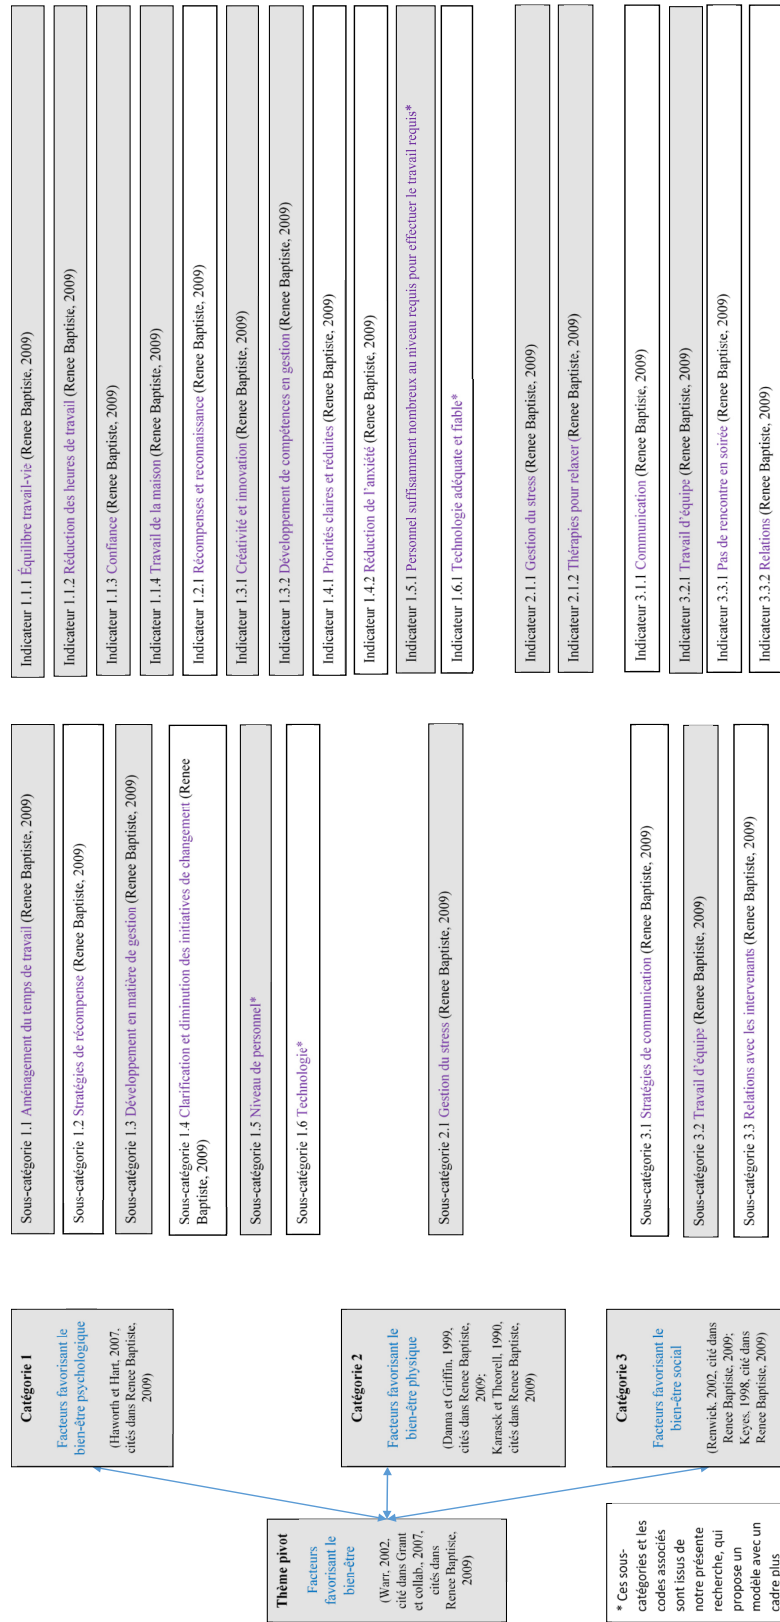 Thème pivot
Facteurs
favorisant le
bien-être
(Warr, 2002,
cité dans Grant
et collab., 2007,
cités dans
Renee Baptiste,
2009)
* Ces sous-
catégories et les
codes associés
sont issus de
notre présente
recherche, qui
propose un
modèle avec un
cadre plus
Catégorie 1
Facteurs favorisant le
bien-être psychologique
(Haworth et Hart, 2007,
cités dans Renee Baptiste,
2009)
Catégorie 2
Facteurs favorisant le
bien-être physique
(Danna et Griffin, 1999,
cités dans Renee Baptiste,
2009;
Karasek et Theorell, 1990,
cités dans Renee Baptiste,
2009)
Catégorie 3
Facteurs favorisant le
bien-être social
(Renwick, 2002, cité dans
Renee Baptiste, 2009;
Keyes, 1998, cité dans
Renee Baptiste, 2009)
Sous-catégorie 1.1 Aménagement du temps de travail (Renee Baptiste, 2009)
Sous-catégorie 1.2 Stratégies de récompense (Renee Baptiste, 2009)
Sous-catégorie 1.3 Développement en matière de gestion (Renee Baptiste, 2009)
Sous-catégorie 1.4 Clarification et diminution des initiatives de changement (Renee
Baptiste, 2009)
Sous-catégorie 1.5 Niveau de personnel*
Sous-catégorie 1.6 Technologie*
Sous-catégorie 2.1 Gestion du stress (Renee Baptiste, 2009)
Sous-catégorie 3.1 Stratégies de communication (Renee Baptiste, 2009)
Sous-catégorie 3.2 Travail d'équipe (Renee Baptiste, 2009)
Sous-catégorie 3.3 Relations avec les intervenants (Renee Baptiste, 2009)
Indicateur 1.1.1 Équilibre travail-vie (Renee Baptiste, 2009)
Indicateur 1.1.2 Réduction des heures de travail (Renee Baptiste, 2009)
Indicateur 1.1.3 Confiance (Renee Baptiste, 2009)
Indicateur 1.1.4 Travail de la maison (Renee Baptiste, 2009)
Indicateur 1.2.1 Récompenses et reconnaissance (Renee Baptiste, 2009)
Indicateur 1.3.1 Créativité et innovation (Renee Baptiste, 2009)
Indicateur 1.3.2 Développement de compétences en gestion (Renee Baptiste, 2009)
Indicateur 1.4.1 Priorités claires et réduites (Renee Baptiste, 2009)
Indicateur 1.4.2 Réduction de l'anxiété (Renee Baptiste, 2009)
Indicateur 1.5.1 Personnel suffisamment nombreux au niveau requis pour effectuer le travail requis*
Indicateur 1.6.1 Technologie adéquate et fiable*
Indicateur 2.1.1 Gestion du stress (Renee Baptiste, 2009)
Indicateur 2.1.2 Thérapies pour relaxer (Renee Baptiste, 2009)
Indicateur 3.1.1 Communication (Renee Baptiste, 2009)
Indicateur 3.2.1 Travail d'équipe (Renee Baptiste, 2009)
Indicateur 3.3.1 Pas de rencontre en soirée (Renee Baptiste, 2009)
Indicateur 3.3.2 Relations (Renee Baptiste, 2009)